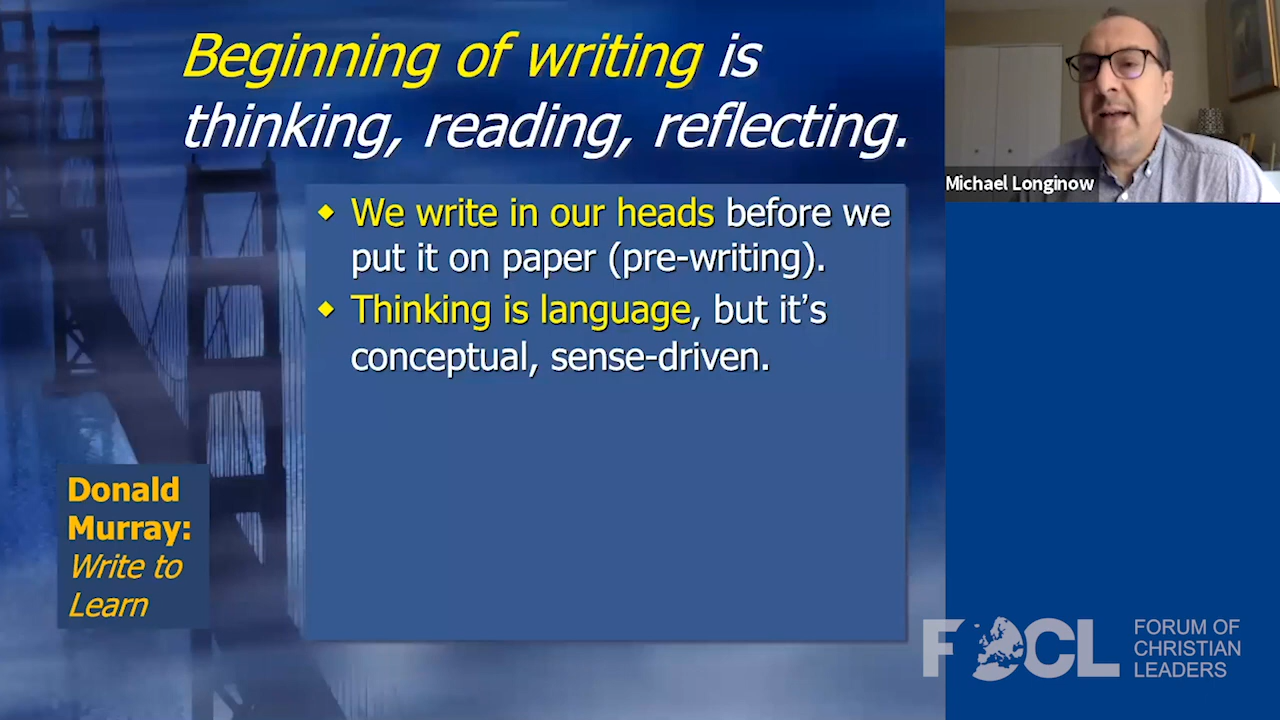 Beginning of writing is
thinking, reading, reflecting.
Michael Longinow
We write in our heads before we
put it on paper (pre-writing).
Thinking is language, but it’s
conceptual, sense-driven.
Donald
Murray:
Write to
Learn
FOCL
FORUM OF
CHRISTIAN
LEADERS